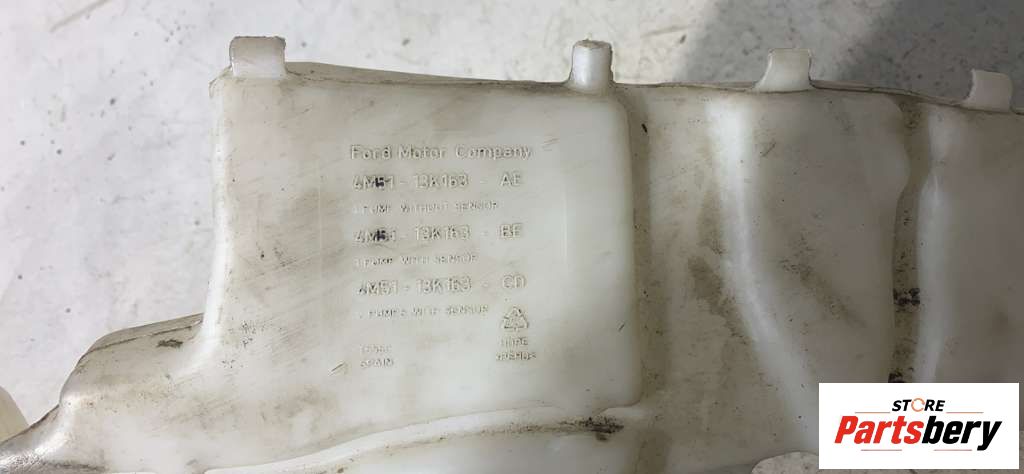 Ford Motor Company
4M51 - 13K163 - AE
1 PUMP WITHOUT SENSOR
4M51 - 13K163 - BE
1 PUMP WITH SENSOR
4M51 - 13K163 - CD
PUMPS WITH SENSOR
SPAIN
HDPE
STORE
Partsbery